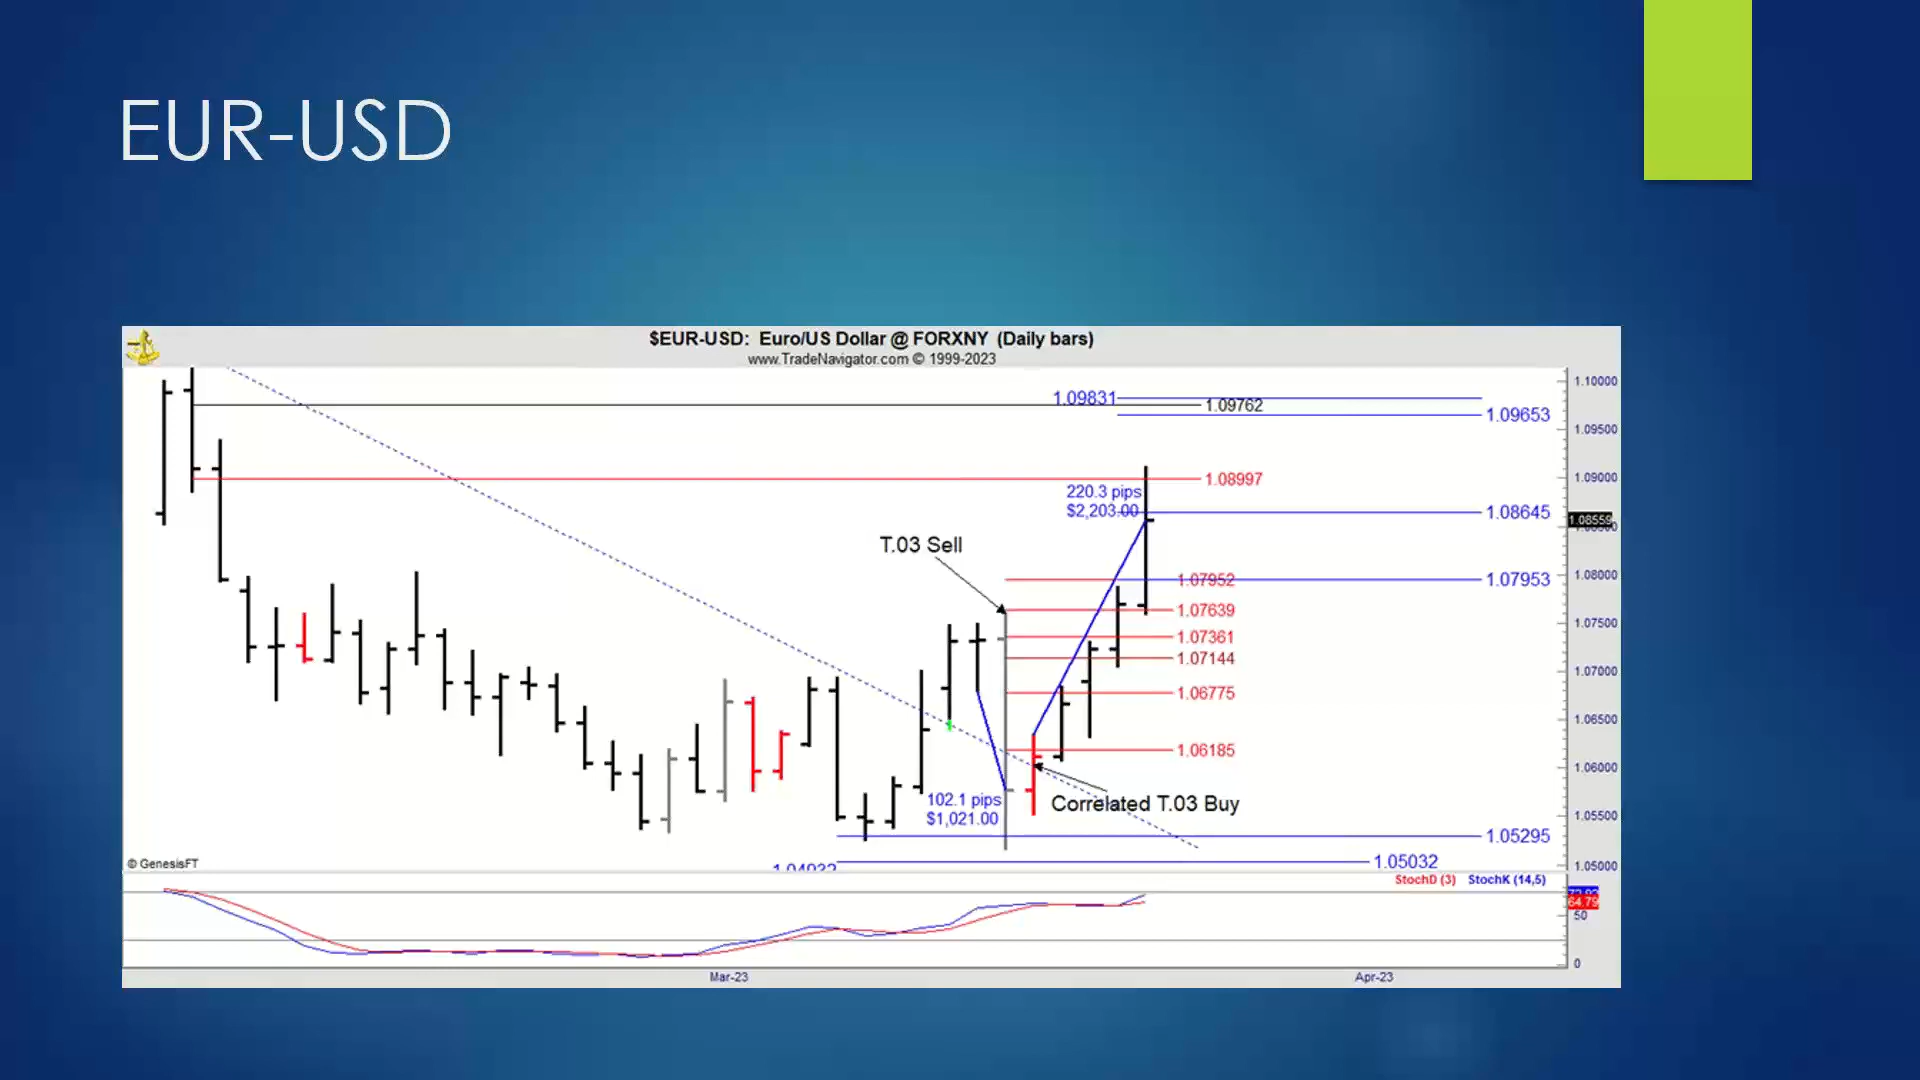 EUR-USD
$EUR-USD: Euro/US Dollar @ FORXNY (Daily bars)
www.TradeNavigator.com © 1999-2023
1.10000
1.09831
1.09762
1.09653
1.09500
1.08997
1.09000
220.3 pips
$2,203.00
1.08645
1.08559
T.03 Sell
1.07952
1.07953
1.08000
1.07639
1.07500
1.07361
1.07144
1.07000
1.06775
1.06500
1.06185
1.06000
102.1 pips
$1,021.00
Correlated T.03 Buy
1.05500
1.05295
1.05032
1.05000
© GenesisFT
StochD (3) StochK (14,5)
64.79
50
0
Mar-23
Apr-23